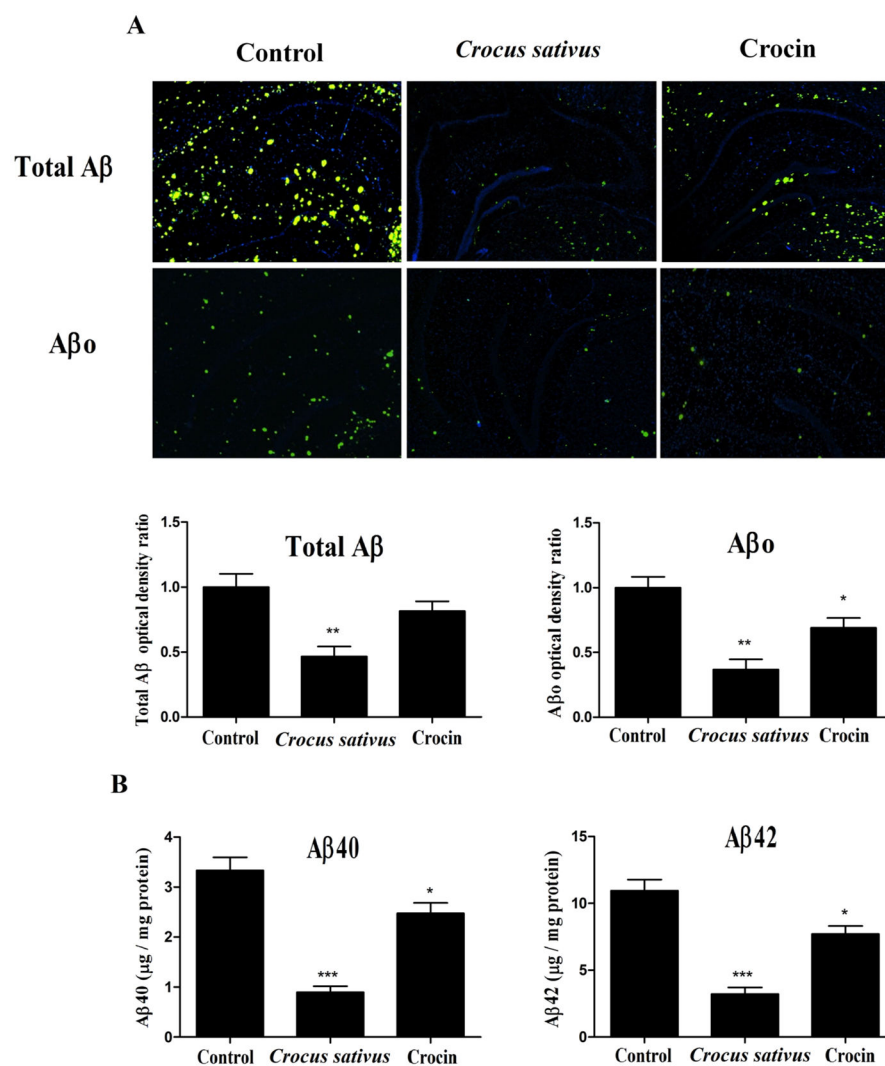 A
Control
Crocus sativus
Crocin
Total Aβ
Aβo
Total Aβ optical density ratio
1.5
1.0
0.5
0.0
Total Aβ
**
Control
Crocus sativus
Crocin
Aβo optical density ratio
1.5
1.0
0.5
0.0
Aβo
**
*
Control
Crocus sativus
Crocin
B
Aβ40 (μg / mg protein)
4
3
2
1
0
Aβ40
***
*
Control
Crocus sativus
Crocin
Aβ42 (μg / mg protein)
15
10
5
0
Aβ42
***
*
Control
Crocus sativus
Crocin